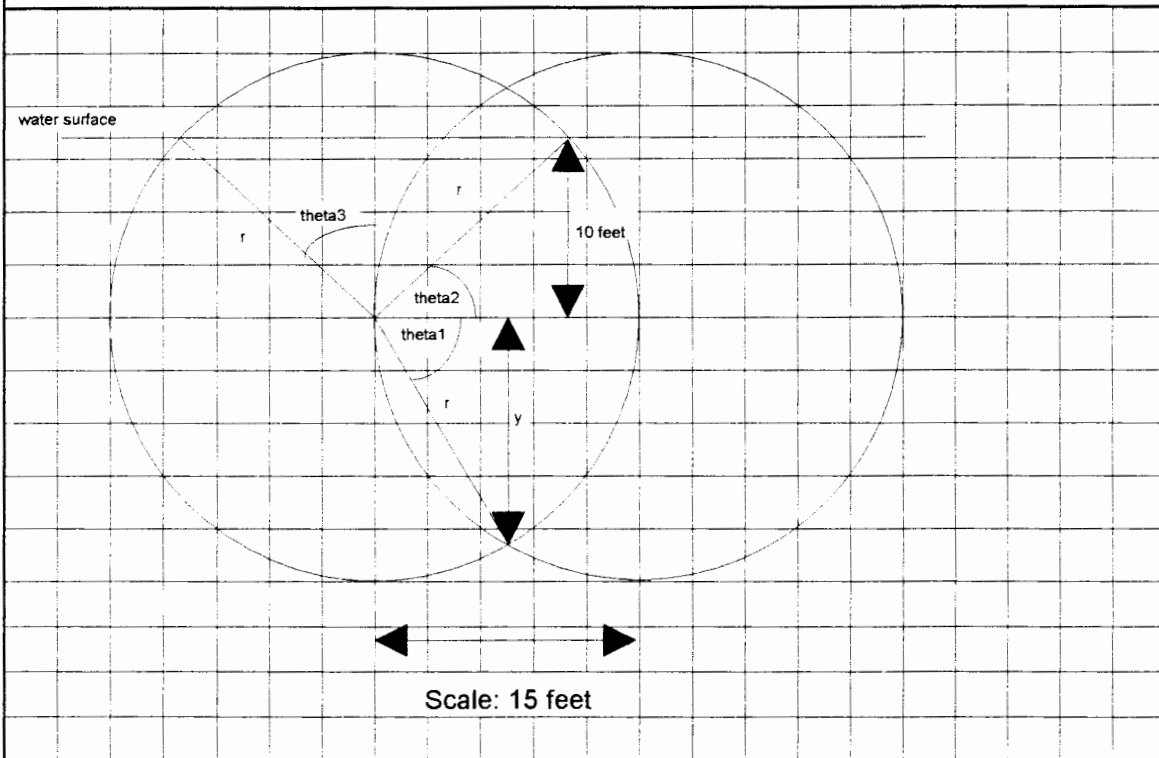 water surface
r
theta3
10 feet
r
theta2
theta1
r
y
Scale: 15 feet